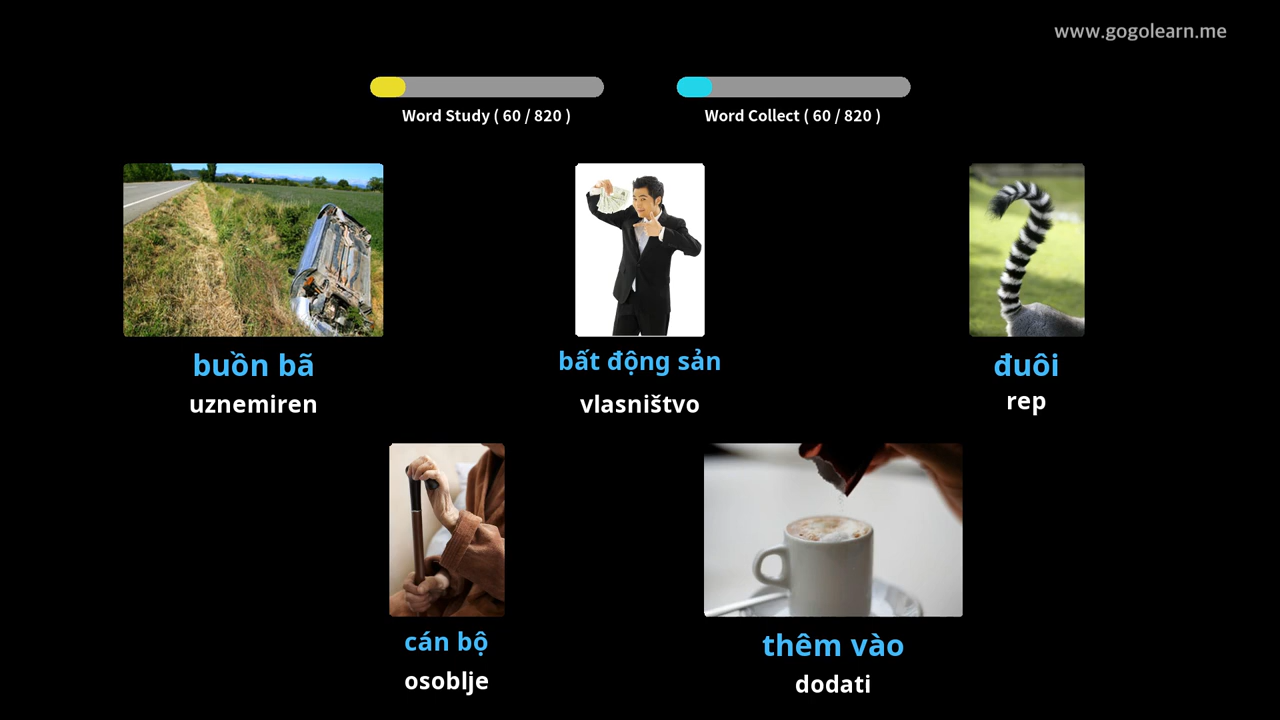 www.gogolearn.me
Word Study ( 60 / 820 )
Word Collect ( 60 / 820 )
buồn bã
uznemiren
bất động sản
vlasništvo
đuôi
rep
cán bộ
osoblje
thêm vào
dodati